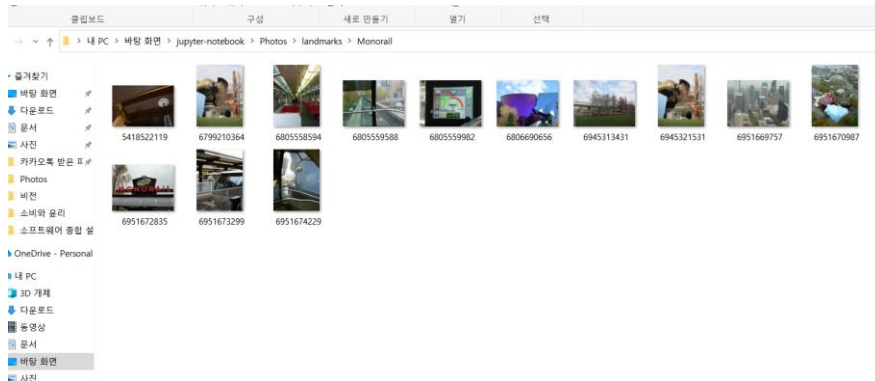 클립보드 구성 새로 만들기 열기 선택
내 PC > 바탕 화면 > jupyter-notebook > Photos > landmarks > Monorail
즐겨찾기
바탕 화면
다운로드
문서
사진
카카오톡 받은 파
Photos
비전
소비와 윤리
소프트웨어 종합 설
OneDrive - Personal
내 PC
3D 개체
다운로드
동영상
문서
바탕 화면
사진
5418522119 6799210364 6805558594 6805559588 6805559982 6806690656 6945313431 6945321531 6951669757 6951670987
MONORAIL
6951672835 6951673299 6951674229